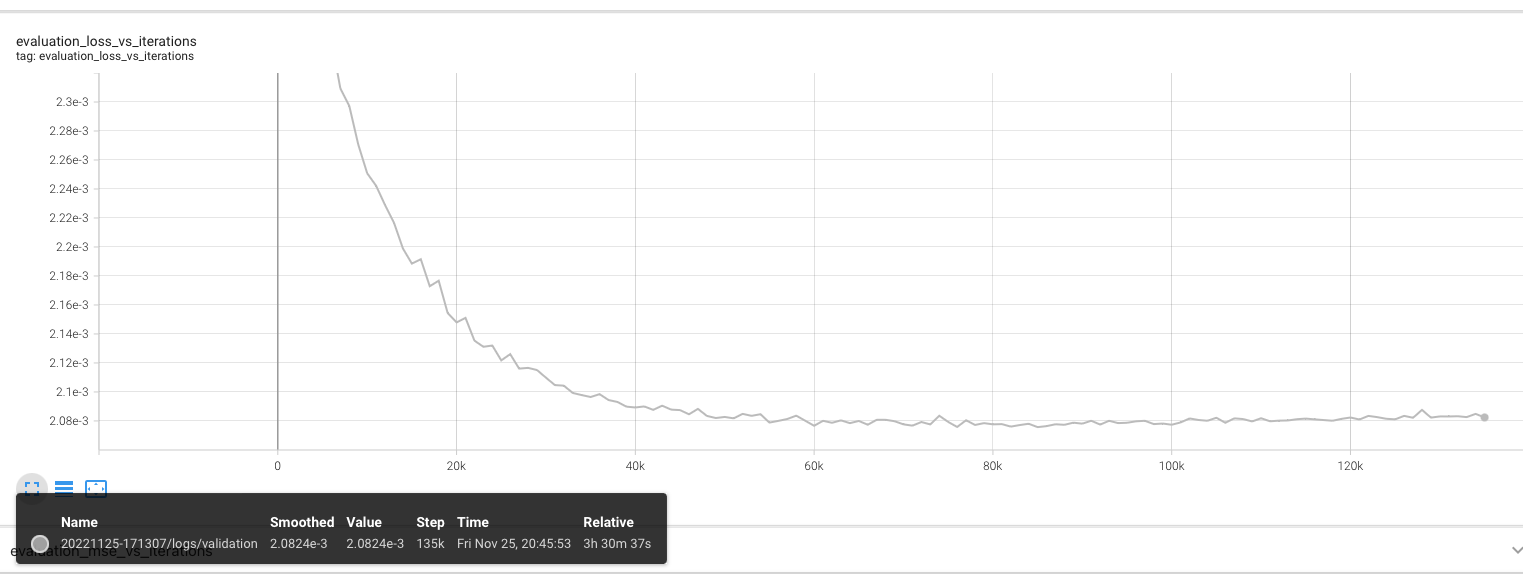 evaluation_loss_vs_iterations
tag: evaluation_loss_vs_iterations
2.3e-3
2.28e-3
2.26e-3
2.24e-3
2.22e-3
2.2e-3
2.18e-3
2.16e-3
2.14e-3
2.12e-3
2.1e-3
2.08e-3
0 20k 40k 60k 80k 100k 120k
Name Smoothed Value Step Time Relative
20221125-171307/logs/validation 2.0824e-3 2.0824e-3 135k Fri Nov 25, 20:45:53 3h 30m 37s
evaluation_mse_vs_iterations